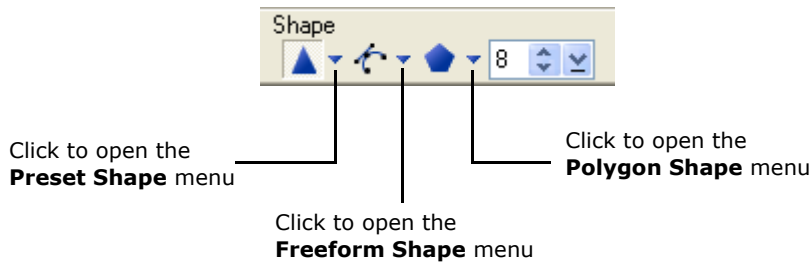 Shape
8
Click to open the
Preset Shape menu
Click to open the
Polygon Shape menu
Click to open the
Freeform Shape menu